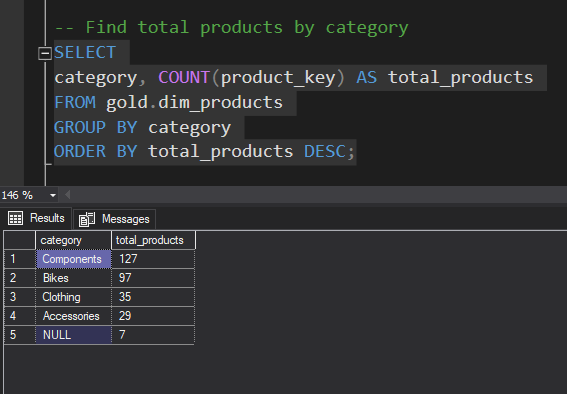 -- Find total products by category
SELECT
category, COUNT(product_key) AS total_products
FROM gold.dim_products
GROUP BY category
ORDER BY total_products DESC;
146 %
Results Messages
category total_products
1 Components 127
2 Bikes 97
3 Clothing 35
4 Accessories 29
5 NULL 7